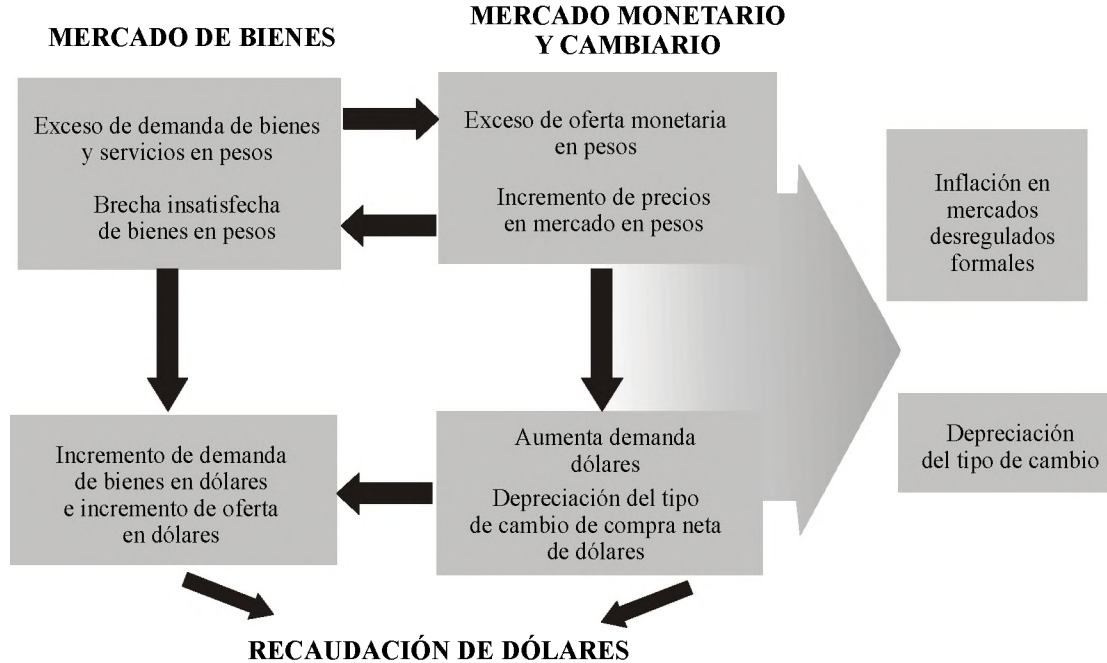 MERCADO DE BIENES
MERCADO MONETARIO
Y CAMBIARIO
Exceso de demanda de bienes
y servicios en pesos
Brecha insatisfecha
de bienes en pesos
Exceso de oferta monetaria
en pesos
Incremento de precios
en mercado en pesos
Inflación en
mercados
desregulados
formales
Incremento de demanda
de bienes en dólares
e incremento de oferta
en dólares
Aumenta demanda
dólares
Depreciación del tipo
de cambio de compra neta
de dólares
Depreciación
del tipo de cambio
RECAUDACIÓN DE DÓLARES